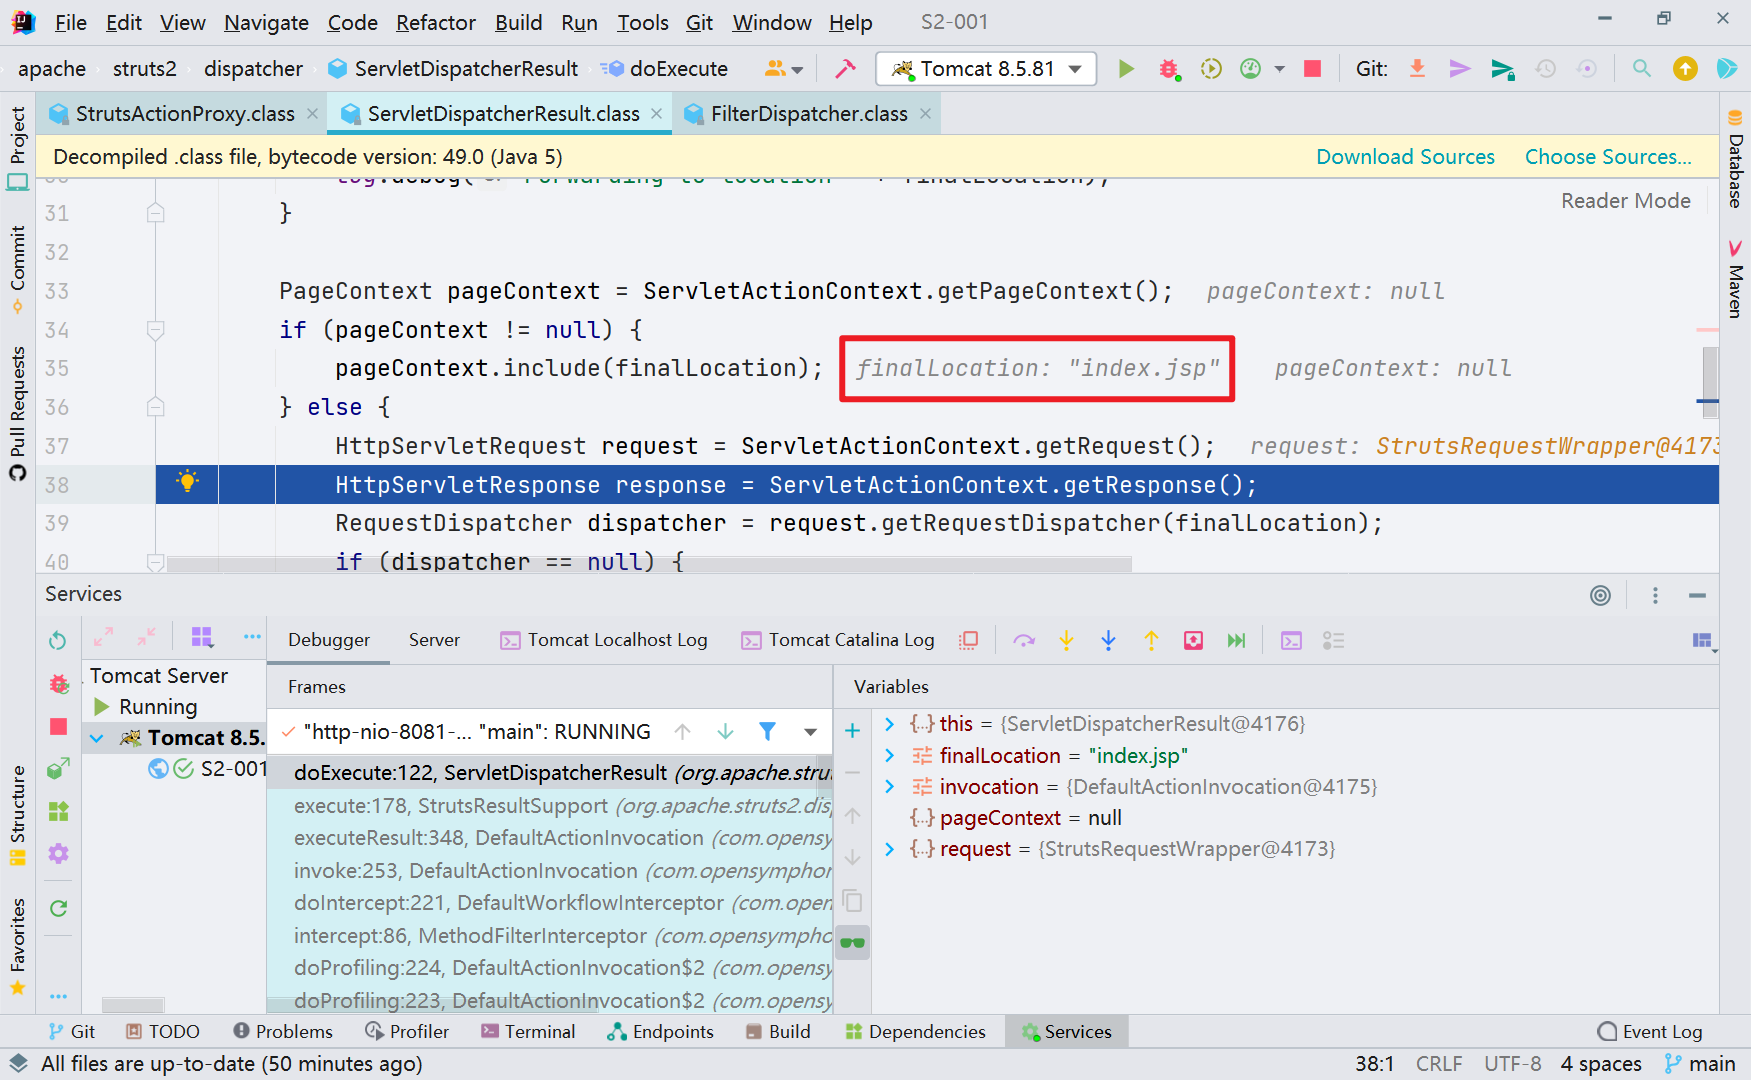 File Edit View Navigate Code Refactor Build Run Tools Git Window Help S2-001
apache struts2 dispatcher ServletDispatcherResult doExecute Tomcat 8.5.81 Git:
StrutsActionProxy.class ServletDispatcherResult.class FilterDispatcher.class
Decompiled .class file, bytecode version: 49.0 (Java 5) Download Sources Choose Sources...
Reader Mode
31 }
32
33 PageContext pageContext = ServletActionContext.getPageContext(); pageContext: null
34 if (pageContext != null) {
35 pageContext.include(finalLocation); finalLocation: "index.jsp" pageContext: null
36 } else {
37 HttpServletRequest request = ServletActionContext.getRequest(); request: StrutsRequestWrapper@4173
38 HttpServletResponse response = ServletActionContext.getResponse();
39 RequestDispatcher dispatcher = request.getRequestDispatcher(finalLocation);
40 if (dispatcher == null) {
Project
Commit
Pull Requests
Structure
Favorites
Database
Maven
Services
Debugger Server Tomcat Localhost Log Tomcat Catalina Log
Tomcat Server
Running
Tomcat 8.5.
S2-001
Frames
"http-nio-8081-... "main": RUNNING
doExecute:122, ServletDispatcherResult (org.apache.stru
execute:178, StrutsResultSupport (org.apache.struts2.dis
executeResult:348, DefaultActionInvocation (com.opensy
invoke:253, DefaultActionInvocation (com.opensymphor
doIntercept:221, DefaultWorkflowInterceptor (com.open
intercept:86, MethodFilterInterceptor (com.opensympho
doProfiling:224, DefaultActionInvocation$2 (com.opensy
doProfiling:223, DefaultActionInvocation$2 (com.opensy
Variables
this = {ServletDispatcherResult@4176}
finalLocation = "index.jsp"
invocation = {DefaultActionInvocation@4175}
pageContext = null
request = {StrutsRequestWrapper@4173}
Git TODO Problems Profiler Terminal Endpoints Build Dependencies Services Event Log
All files are up-to-date (50 minutes ago) 38:1 CRLF UTF-8 4 spaces main